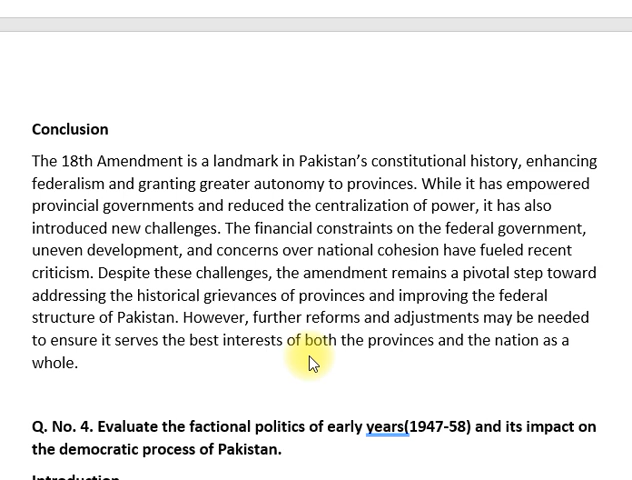 Conclusion
The 18th Amendment is a landmark in Pakistan’s constitutional history, enhancing
federalism and granting greater autonomy to provinces. While it has empowered
provincial governments and reduced the centralization of power, it has also
introduced new challenges. The financial constraints on the federal government,
uneven development, and concerns over national cohesion have fueled recent
criticism. Despite these challenges, the amendment remains a pivotal step toward
addressing the historical grievances of provinces and improving the federal
structure of Pakistan. However, further reforms and adjustments may be needed
to ensure it serves the best interests of both the provinces and the nation as a
whole.
Q. No. 4. Evaluate the factional politics of early years(1947-58) and its impact on
the democratic process of Pakistan.
Introduction